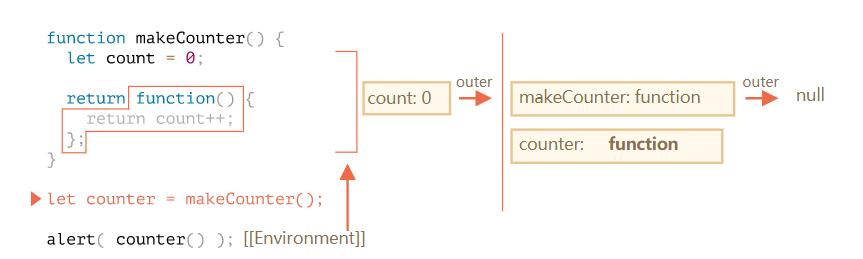 function makeCounter() {
let count = 0;
return function() {
return count++;
};
}
let counter = makeCounter();
alert( counter() );
[[Environment]]
count: 0
outer
makeCounter: function
counter: function
outer
null